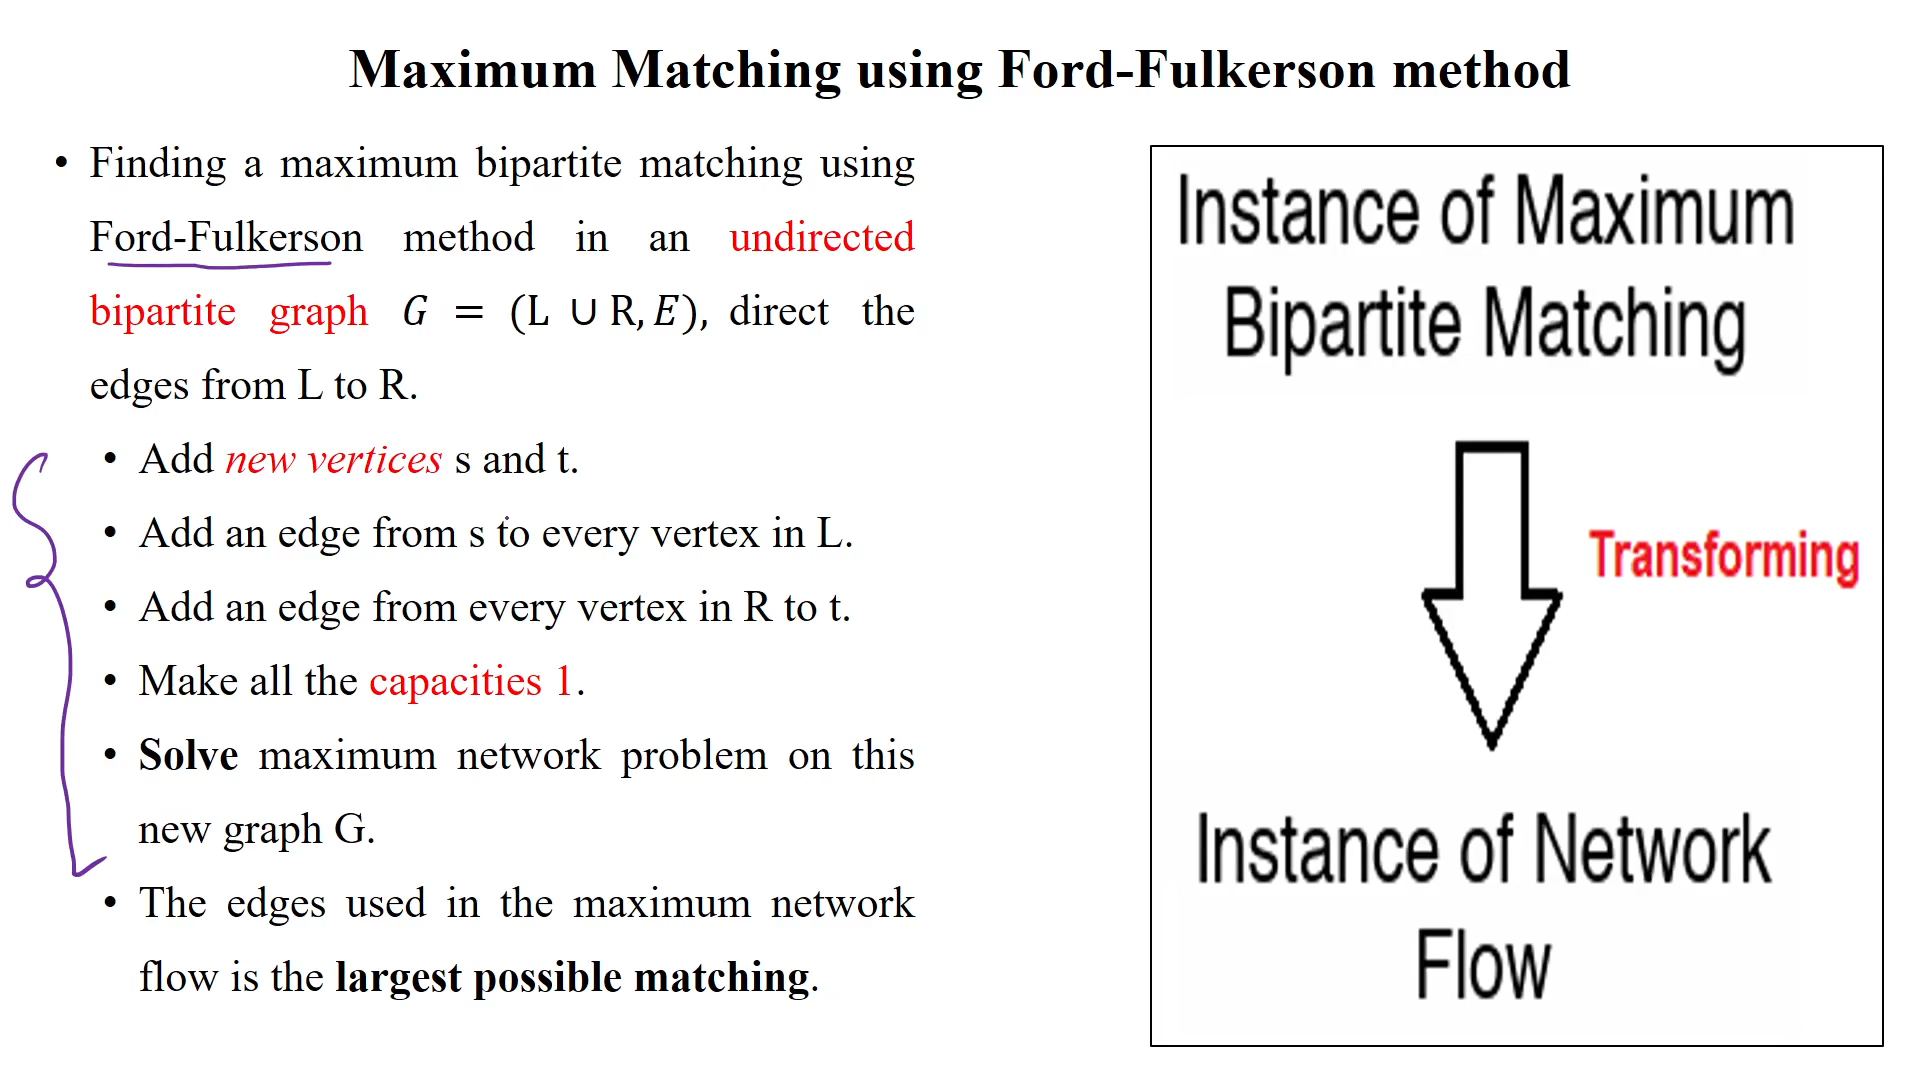 Maximum Matching using Ford-Fulkerson method
• Finding a maximum bipartite matching using
Ford-Fulkerson method in an undirected
bipartite graph G = (L ∪ R, E), direct the
edges from L to R.
• Add new vertices s and t.
• Add an edge from s to every vertex in L.
• Add an edge from every vertex in R to t.
• Make all the capacities 1.
• Solve maximum network problem on this
new graph G.
• The edges used in the maximum network
flow is the largest possible matching.
Instance of Maximum
Bipartite Matching
Transforming
Instance of Network
Flow